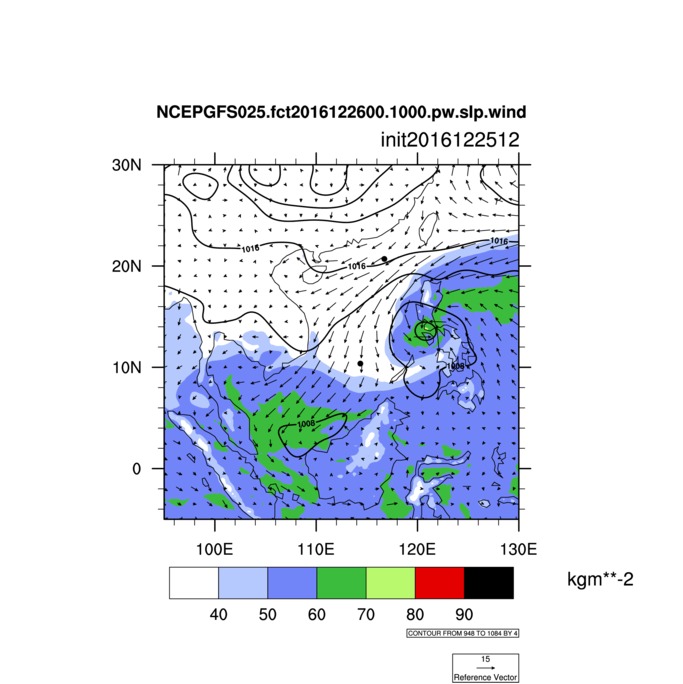 NCEPGFS025.fct2016122600.1000.pw.slp.wind
init2016122512
30N
20N
10N
0
1016
1016
1016
1008
1008
100E
110E
120E
130E
kgm**-2
40
50
60
70
80
90
CONTOUR FROM 948 TO 1084 BY 4
15
Reference Vector